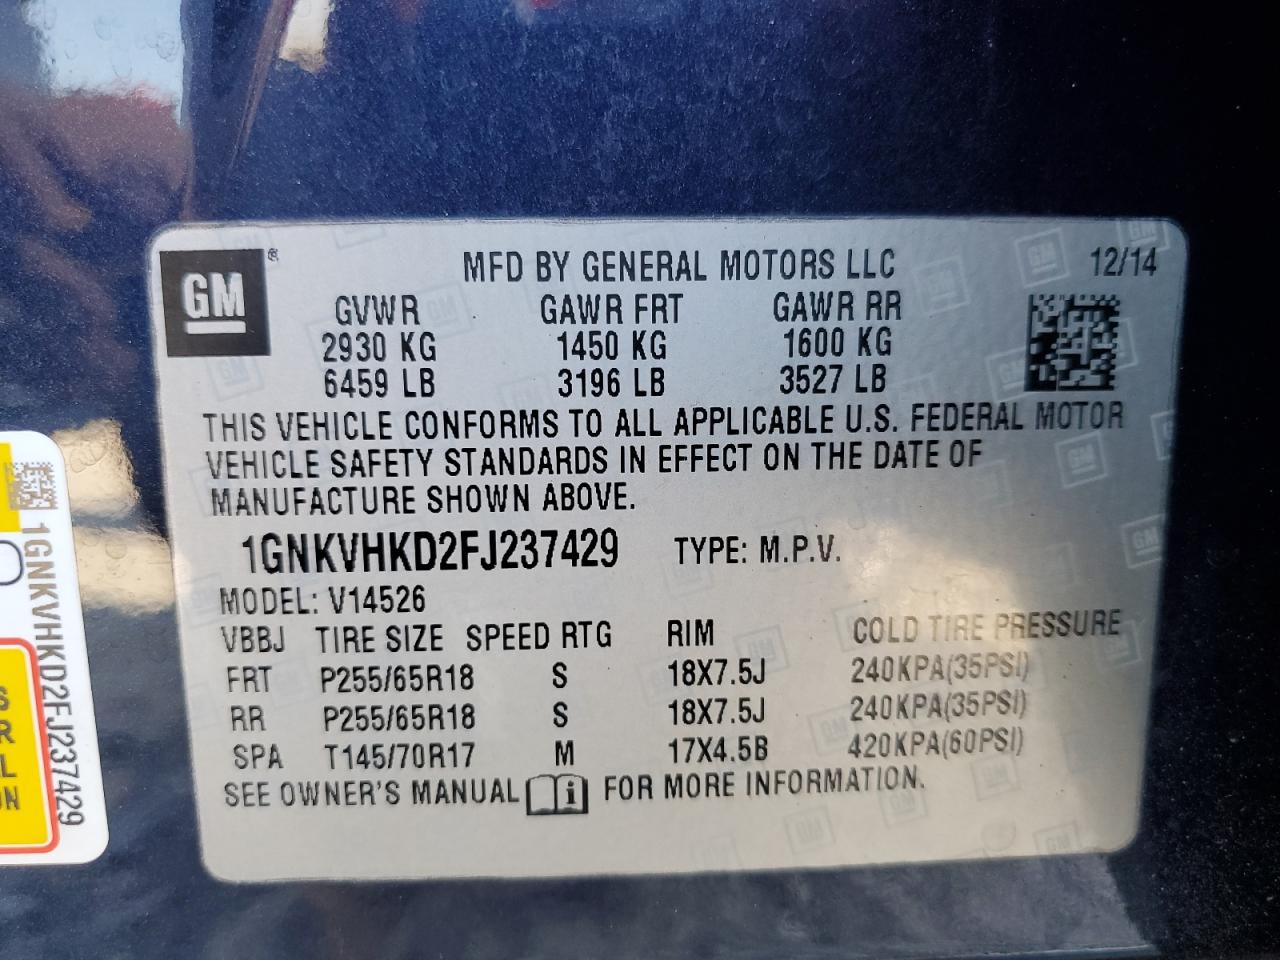 GM ®
MFD BY GENERAL MOTORS LLC 12/14
GVWR GAWR FRT GAWR RR
2930 KG 1450 KG 1600 KG
6459 LB 3196 LB 3527 LB
THIS VEHICLE CONFORMS TO ALL APPLICABLE U.S. FEDERAL MOTOR
VEHICLE SAFETY STANDARDS IN EFFECT ON THE DATE OF
MANUFACTURE SHOWN ABOVE.
1GNKVHKD2FJ237429 TYPE: M.P.V.
MODEL: V14526
VBBJ TIRE SIZE SPEED RTG RIM COLD TIRE PRESSURE
FRT P255/65R18 S 18X7.5J 240KPA(35PSI)
RR P255/65R18 S 18X7.5J 240KPA(35PSI)
SPA T145/70R17 M 17X4.5B 420KPA(60PSI)
SEE OWNER'S MANUAL i FOR MORE INFORMATION.
1GNKVHKD2FJ237429